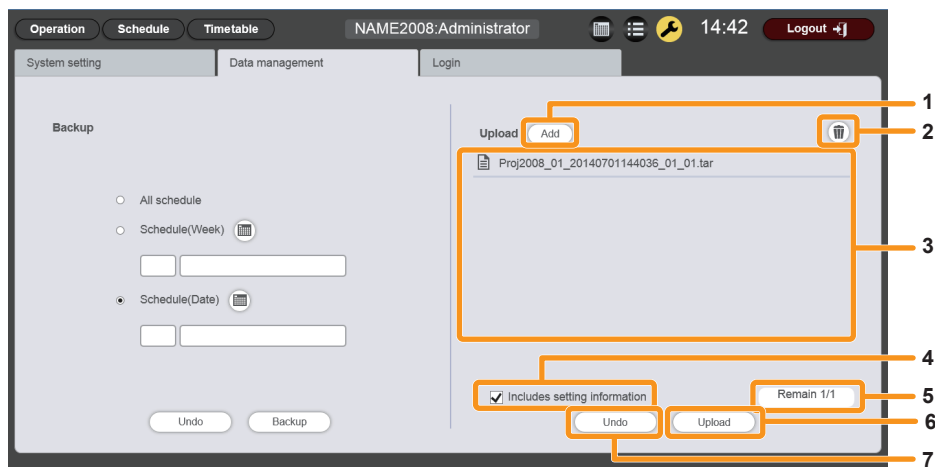 Operation Schedule Timetable NAME2008:Administrator 14:42 Logout
System setting Data management Login
1
Backup Upload Add 2
Proj2008_01_20140701144036_01_01.tar
All schedule
Schedule(Week)
3
Schedule(Date)
4
Includes setting information Remain 1/1 5
Undo Backup Undo Upload 6
7